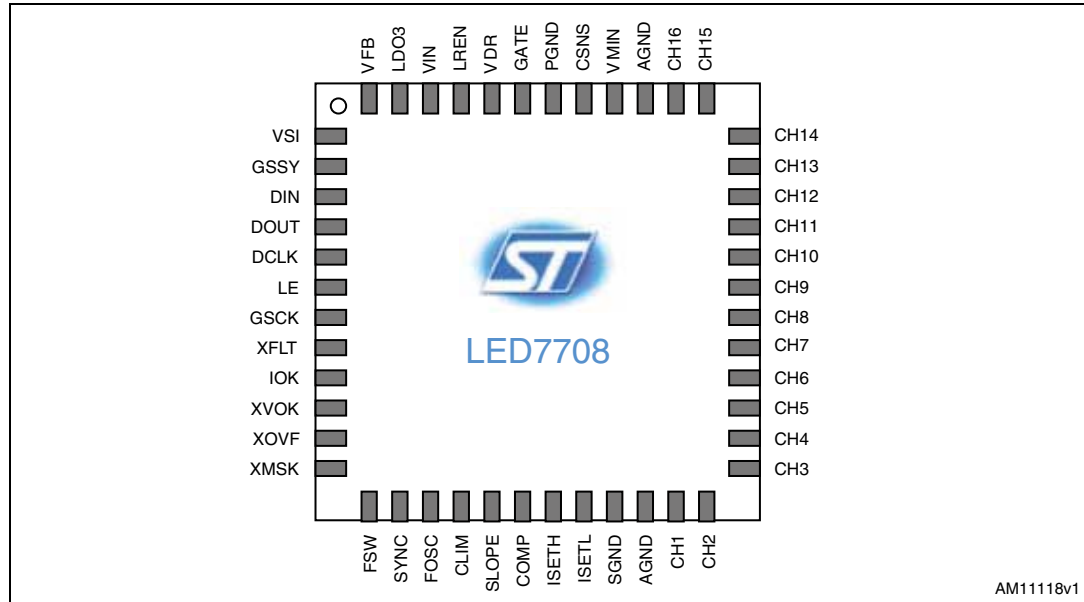 VFB
LDO3
VIN
LREN
VDR
GATE
PGND
CSNS
VMIN
AGND
CH16
CH15
VSI
GSSY
DIN
DOUT
DCLK
LE
GSCK
XFLT
IOK
XVOK
XOVF
XMSK
CH14
CH13
CH12
CH11
CH10
CH9
CH8
CH7
CH6
CH5
CH4
CH3
ST
LED7708
FSW
SYNC
FOSC
CLIM
SLOPE
COMP
ISETH
ISETL
SGND
AGND
CH1
CH2
AM11118v1